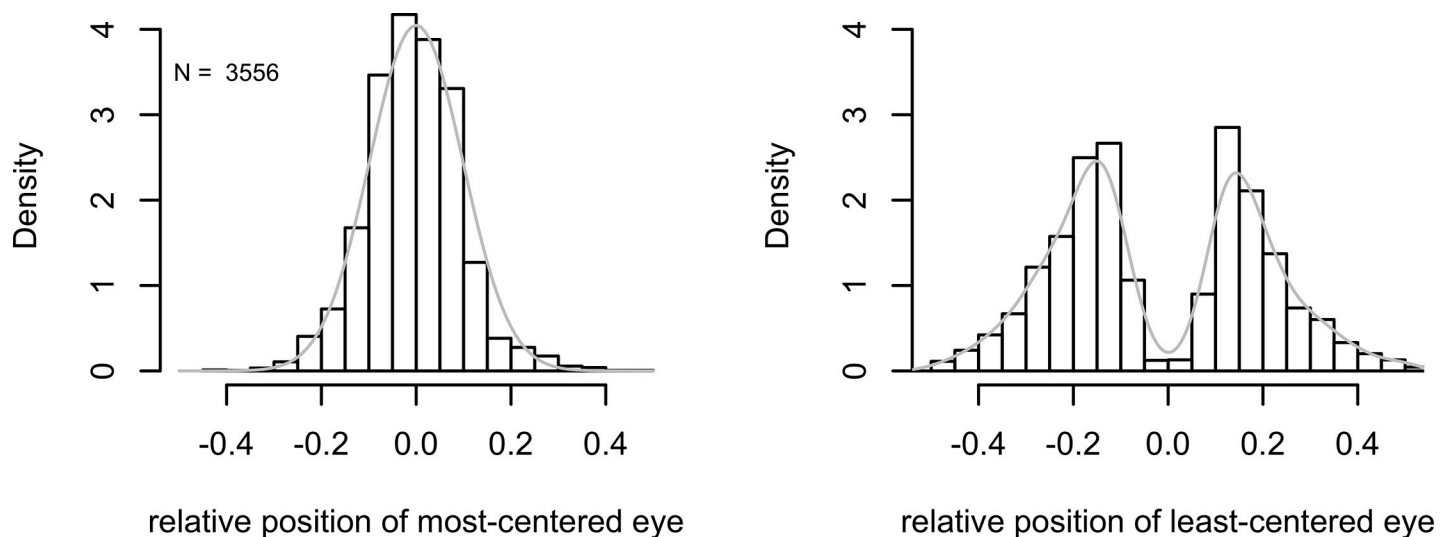 Density
4
3
2
1
0
N = 3556
-0.4 -0.2 0.0 0.2 0.4
relative position of most-centered eye
Density
4
3
2
1
0
-0.4 -0.2 0.0 0.2 0.4
relative position of least-centered eye